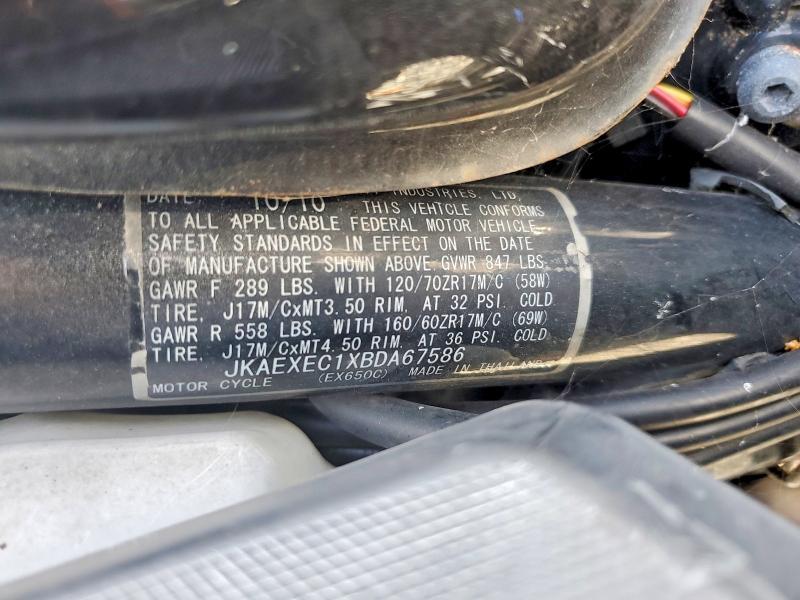 DATE 10/10 INDUSTRIES. LTD.
THIS VEHTCLE CONFORMS
TO ALL APPLICABLE FEDERAL MOTOR VEHICLE
SAFETY STANDARDS IN EFFECT ON THE DATE
OF MANUFACTURE SHOWN ABOVE GVWR 847 LBS.
GAWR F 289 LBS. WITH 120/70ZR17M/C (58W)
TIRE, J17M/CxMT3.50 RIM, AT 32 PSI. COLD
GAWR R 558 LBS. WITH 160/60ZR17M/C (69W)
TIRE, J17M/CxMT4.50 RIM, AT 36 PSI. COLD
JKAEXEC1XBDA67586
MOTOR CYCLE (EX650C) MADE IN THAILAND